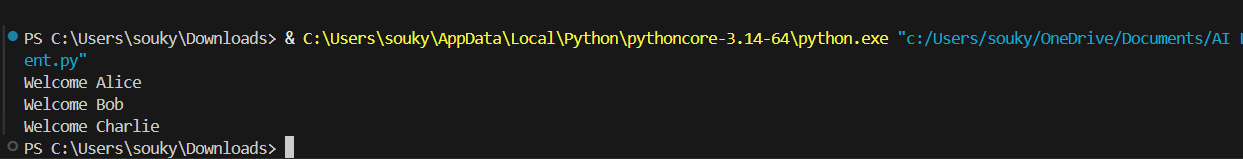 PS C:\Users\souky\Downloads> & C:\Users\souky\AppData\Local\Python\pythoncore-3.14-64\python.exe "c:/Users/souky/OneDrive/Documents/AI
ent.py"
Welcome Alice
Welcome Bob
Welcome Charlie
PS C:\Users\souky\Downloads>